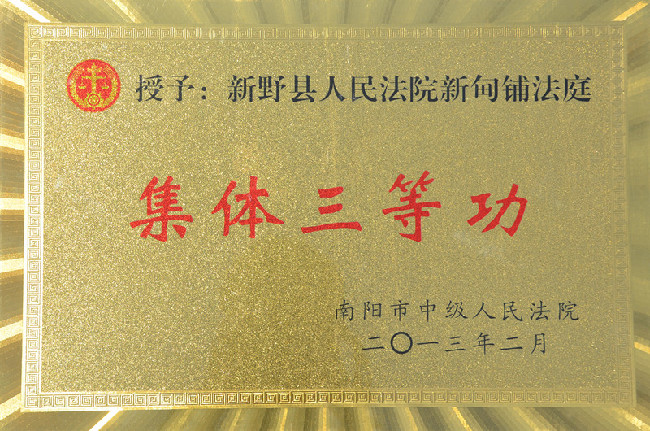 授予：新野县人民法院新甸铺法庭
集体三等功
南阳市中级人民法院
二〇一三年二月